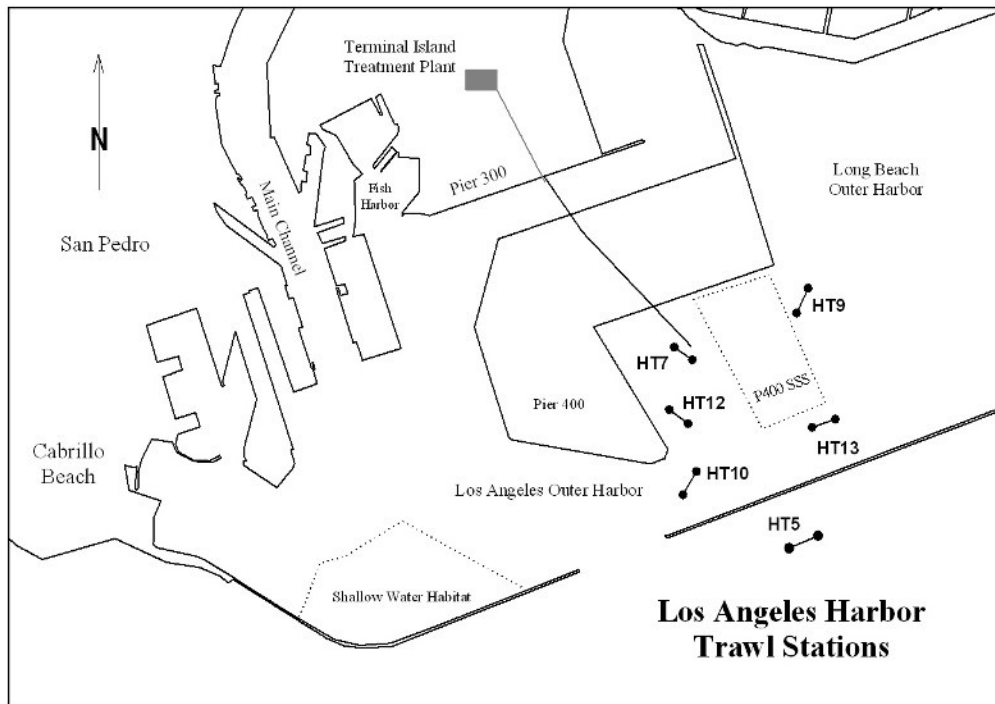 Terminal Island
Treatment Plant
N
Long Beach
Outer Harbor
Pier 300
Fish
Harbor
Main Channel
San Pedro
HT9
HT7
P400 SSS
Pier 400
HT12
HT13
Cabrillo
Beach
HT10
Los Angeles Outer Harbor
HT5
Shallow Water Habitat
Los Angeles Harbor
Trawl Stations